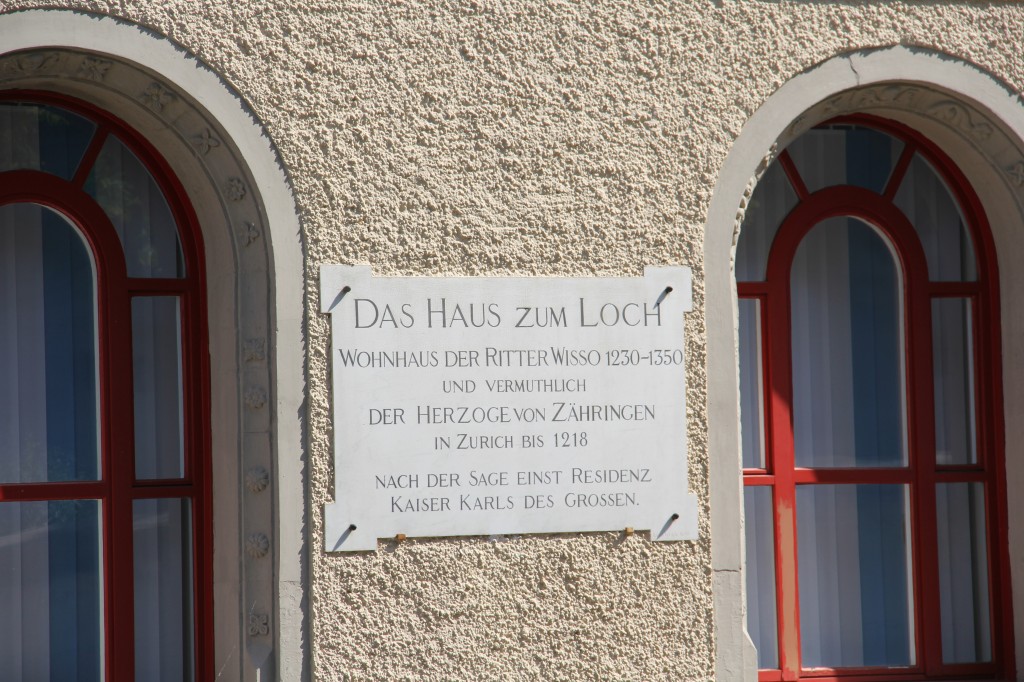 DAS HAUS ZUM LOCH
WOHNHAUS DER RITTER WISSO 1230-1350
UND VERMUTHLICH
DER HERZOGE VON ZÄHRINGEN
IN ZURICH BIS 1218
NACH DER SAGE EINST RESIDENZ
KAISER KARLS DES GROSSEN.